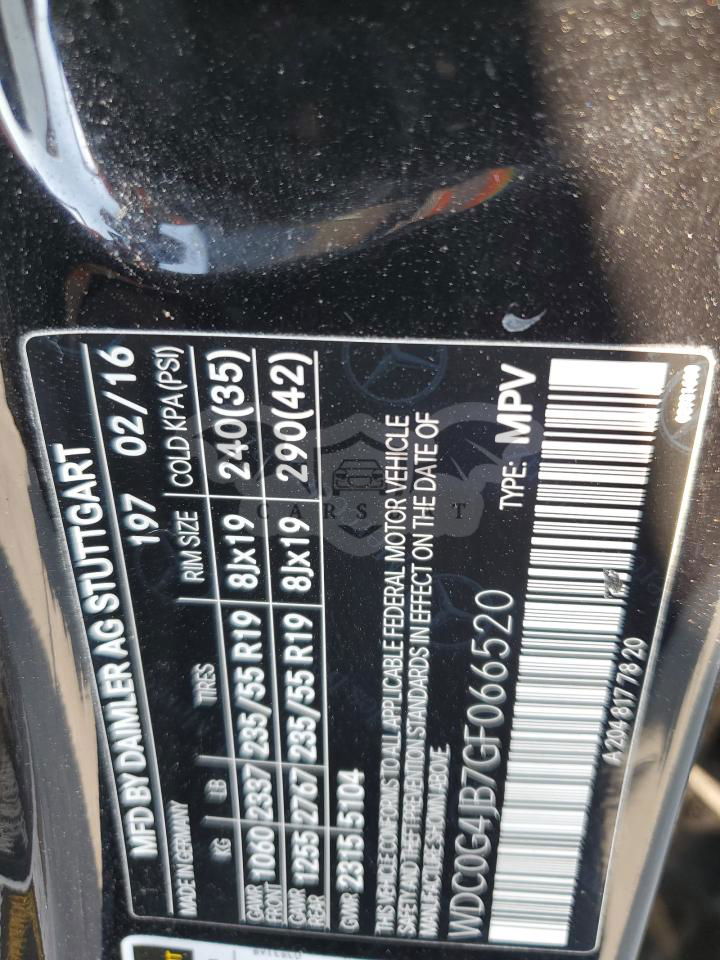 MFD BY DAIMLER AG STUTTGART
MADE IN GERMANY 197 02/16
KG LB TIRES RIM SIZE COLD KPA(PSI)
GAWR FRONT 1060 2337 235/55 R19 8Jx19 240(35)
GAWR REAR 1255 2767 235/55 R19 8Jx19 290(42)
GVWR 2315 5104
THIS VEHICLE CONFORMS TO ALL APPLICABLE FEDERAL MOTOR VEHICLE
SAFETY AND THEFT PREVENTION STANDARDS IN EFFECT ON THE DATE OF
MANUFACTURE SHOWN ABOVE.
WDC0G4JB7GF066520 TYPE: MPV
A 204 817 78 20